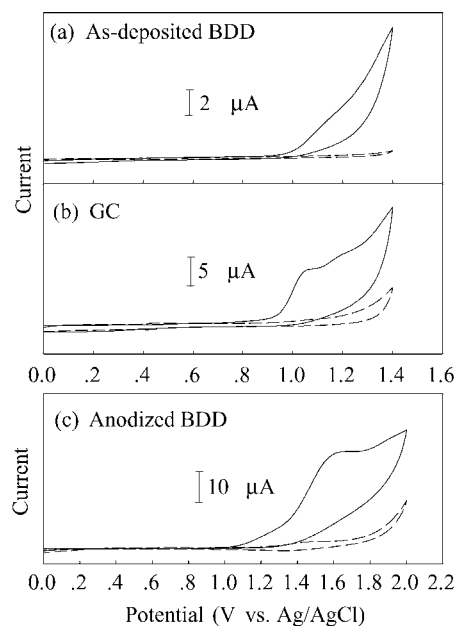 (a) As-deposited BDD
2 μA
(b) GC
5 μA
0.0 .2 .4 .6 .8 1.0 1.2 1.4 1.6
(c) Anodized BDD
10 μA
0.0 .2 .4 .6 .8 1.0 1.2 1.4 1.6 1.8 2.0 2.2
Potential (V vs. Ag/AgCl)
Current
Current